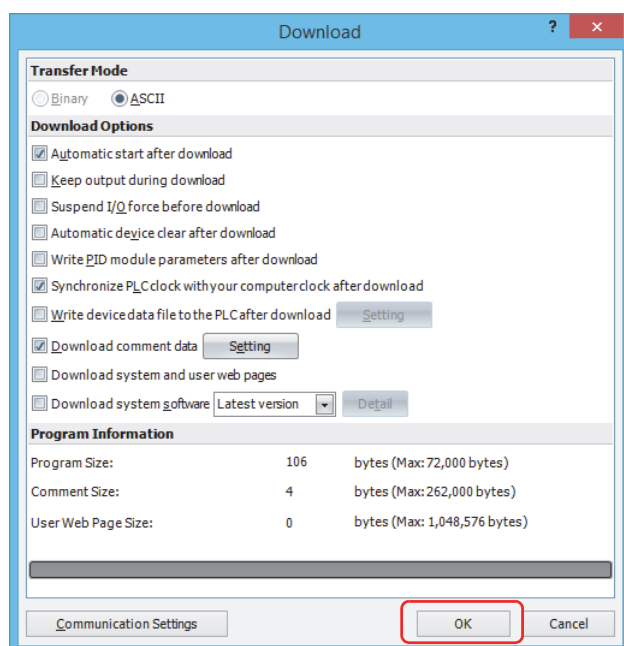 Download ? ×
Transfer Mode
Binary ASCII
Download Options
Automatic start after download
Keep output during download
Suspend I/O force before download
Automatic device clear after download
Write PID module parameters after download
Synchronize PLC clock with your computer clock after download
Write device data file to the PLC after download Setting
Download comment data Setting
Download system and user web pages
Download system software Latest version Detail
Program Information
Program Size: 106 bytes (Max: 72,000 bytes)
Comment Size: 4 bytes (Max: 262,000 bytes)
User Web Page Size: 0 bytes (Max: 1,048,576 bytes)
Communication Settings OK Cancel